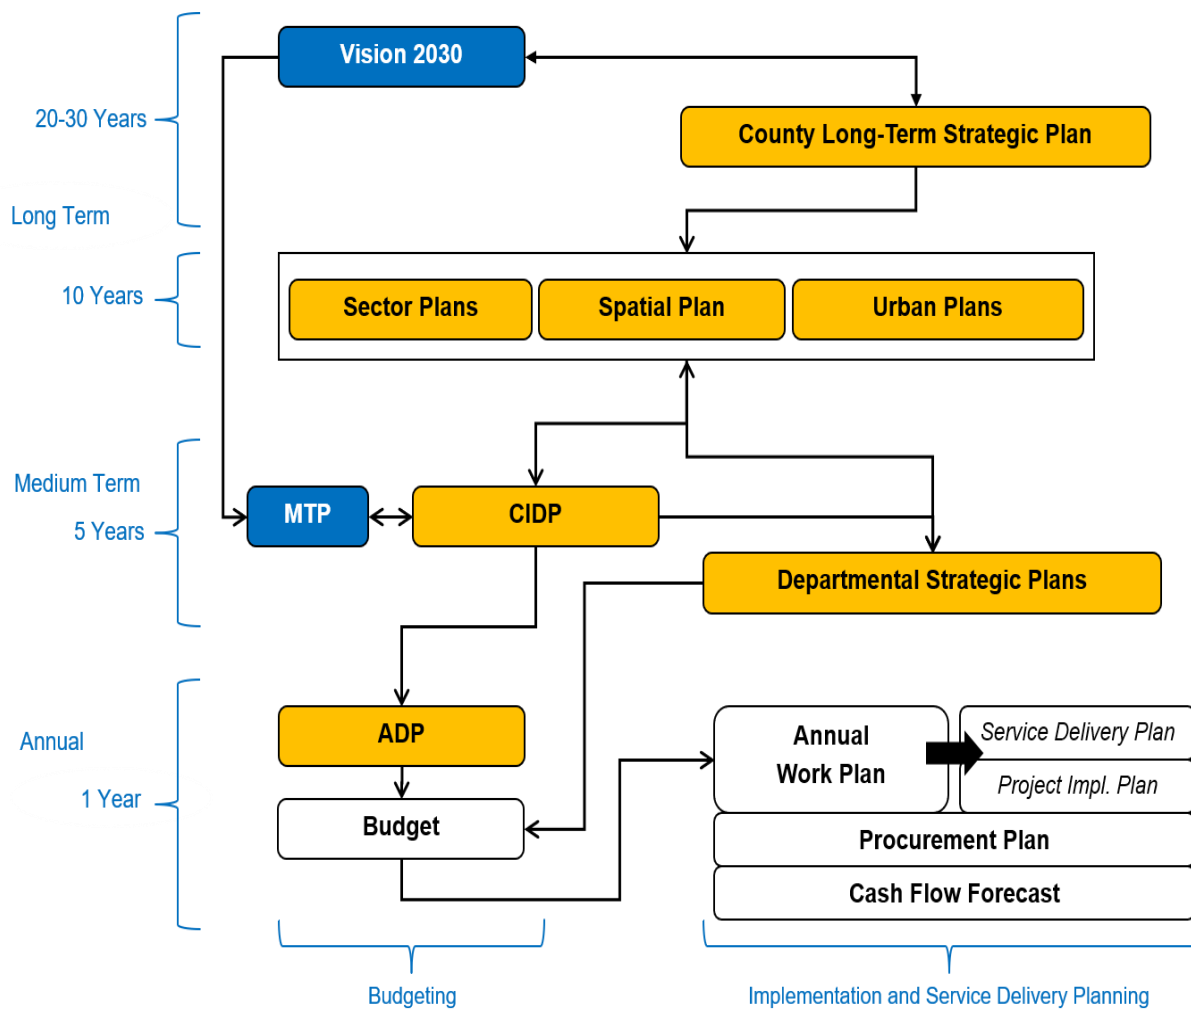 Vision 2030
20-30 Years
County Long-Term Strategic Plan
Long Term
10 Years
Sector Plans
Spatial Plan
Urban Plans
Medium Term
5 Years
MTP
CIDP
Departmental Strategic Plans
Annual
1 Year
ADP
Budget
Annual
Work Plan
Service Delivery Plan
Project Impl. Plan
Procurement Plan
Cash Flow Forecast
Budgeting
Implementation and Service Delivery Planning